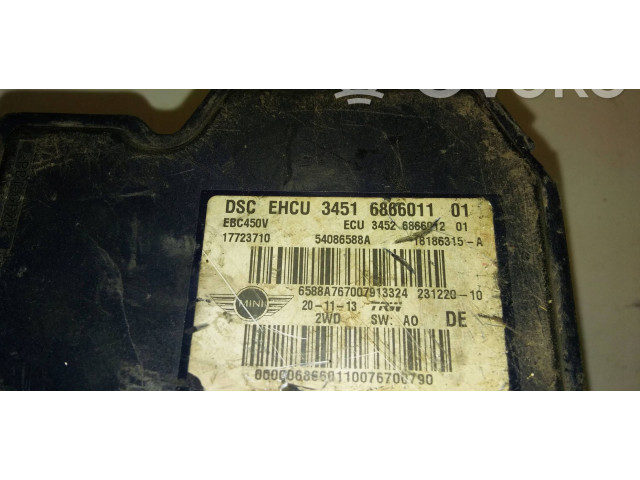 DSC EHCU 3451 6866011 01
EBC450V ECU 3452 6866012 01
17723710 54086588A 18186315-A
6588A767007913324 231220-10
MINI 20-11-13 TRW
2WD SW: A0 DE